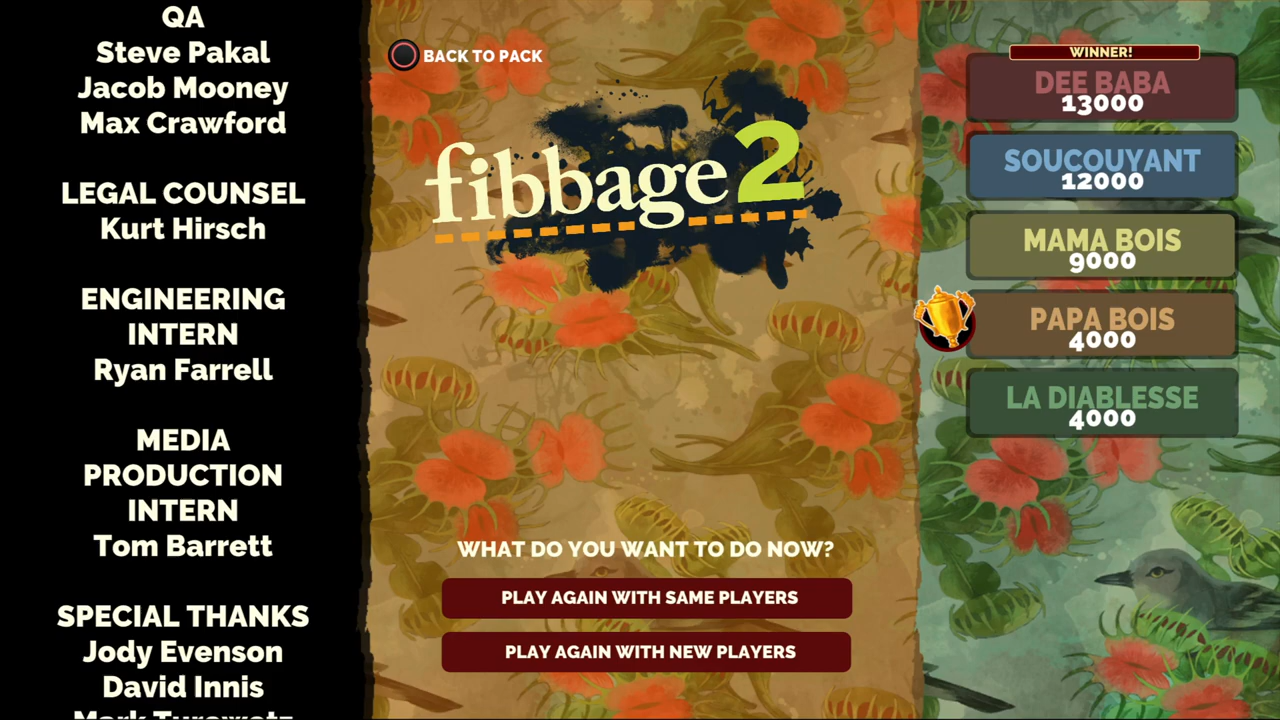 QA
Steve Pakal
Jacob Mooney
Max Crawford
LEGAL COUNSEL
Kurt Hirsch
ENGINEERING
INTERN
Ryan Farrell
MEDIA
PRODUCTION
INTERN
Tom Barrett
SPECIAL THANKS
Jody Evenson
David Innis
BACK TO PACK
fibbage 2
WHAT DO YOU WANT TO DO NOW?
PLAY AGAIN WITH SAME PLAYERS
PLAY AGAIN WITH NEW PLAYERS
WINNER!
DEE BABA
13000
SOUCOUYANT
12000
MAMA BOIS
9000
PAPA BOIS
4000
LA DIABLESSE
4000